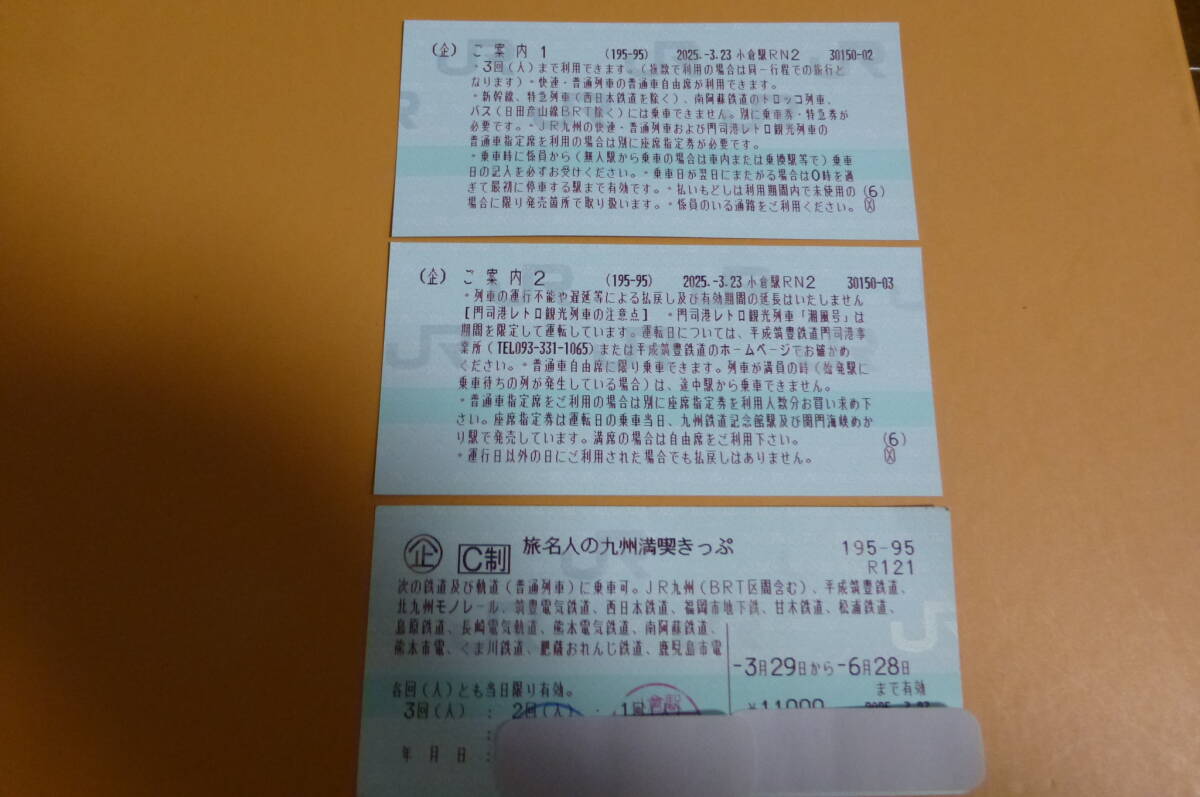 (企) ご案内1 (195-95) 2025.-3.23 小倉駅RN2 30150-02
・3回(人)まで利用できます。(複数で利用の場合は同一行程での旅行と
なります)・快速・普通列車の普通車自由席が利用できます。
・新幹線、特急列車(西日本鉄道を除く)、南阿蘇鉄道のトロッコ列車、
バス(日田彦山線BRT除く)には乗車できません。別に乗車券・特急券が
必要です。・JR九州の快速・普通列車および門司港レトロ観光列車の
普通車指定席を利用の場合は別に座席指定券が必要です。
・乗車時に係員から(無人駅から乗車の場合は車内または乗換駅等で)乗車
日の記入を必ずお受けください。・乗車日が翌日にまたがる場合は0時を過
ぎて最初に停車する駅まで有効です。・払いもどしは利用期間内で未使用の (6)
場合に限り発売箇所で取り扱います。・係員のいる通路をご利用ください。
(企) ご案内2 (195-95) 2025.-3.23 小倉駅RN2 30150-03
・列車の運行不能や遅延等による払戻し及び有効期間の延長はいたしません
[門司港レトロ観光列車の注意点] ・門司港レトロ観光列車「潮風号」は
期間を限定して運転しています。運転日については、平成筑豊鉄道門司港事
業所(TEL093-331-1065)または平成筑豊鉄道のホームページでお確かめ
ください。・普通車自由席に限り乗車できます。列車が満員の時(始発駅に
乗車待ちの列が発生している場合)は、途中駅から乗車できません。
・普通車指定席をご利用の場合は別に座席指定券を利用人数分お買い求め下
さい。座席指定券は運転日の乗車当日、九州鉄道記念館駅及び関門海峡めか
り駅で発売しています。満席の場合は自由席をご利用下さい。 (6)
・運行日以外の日にご利用された場合でも払戻しはありません。
企 C制 旅名人の九州満喫きっぷ 195-95
R121
次の鉄道及び軌道(普通列車)に乗車可。JR九州(BRT区間含む)、平成筑豊鉄道、
北九州モノレール、筑豊電気鉄道、西日本鉄道、福岡市地下鉄、甘木鉄道、松浦鉄道、
島原鉄道、長崎電気軌道、熊本電気鉄道、南阿蘇鉄道、
熊本市電、くま川鉄道、肥薩おれんじ鉄道、鹿児島市電
-3月29日から-6月28日
各回(人)とも当日限り有効。 まで有効
3回(人) : 2回(人) : 1回
年 月 日 :